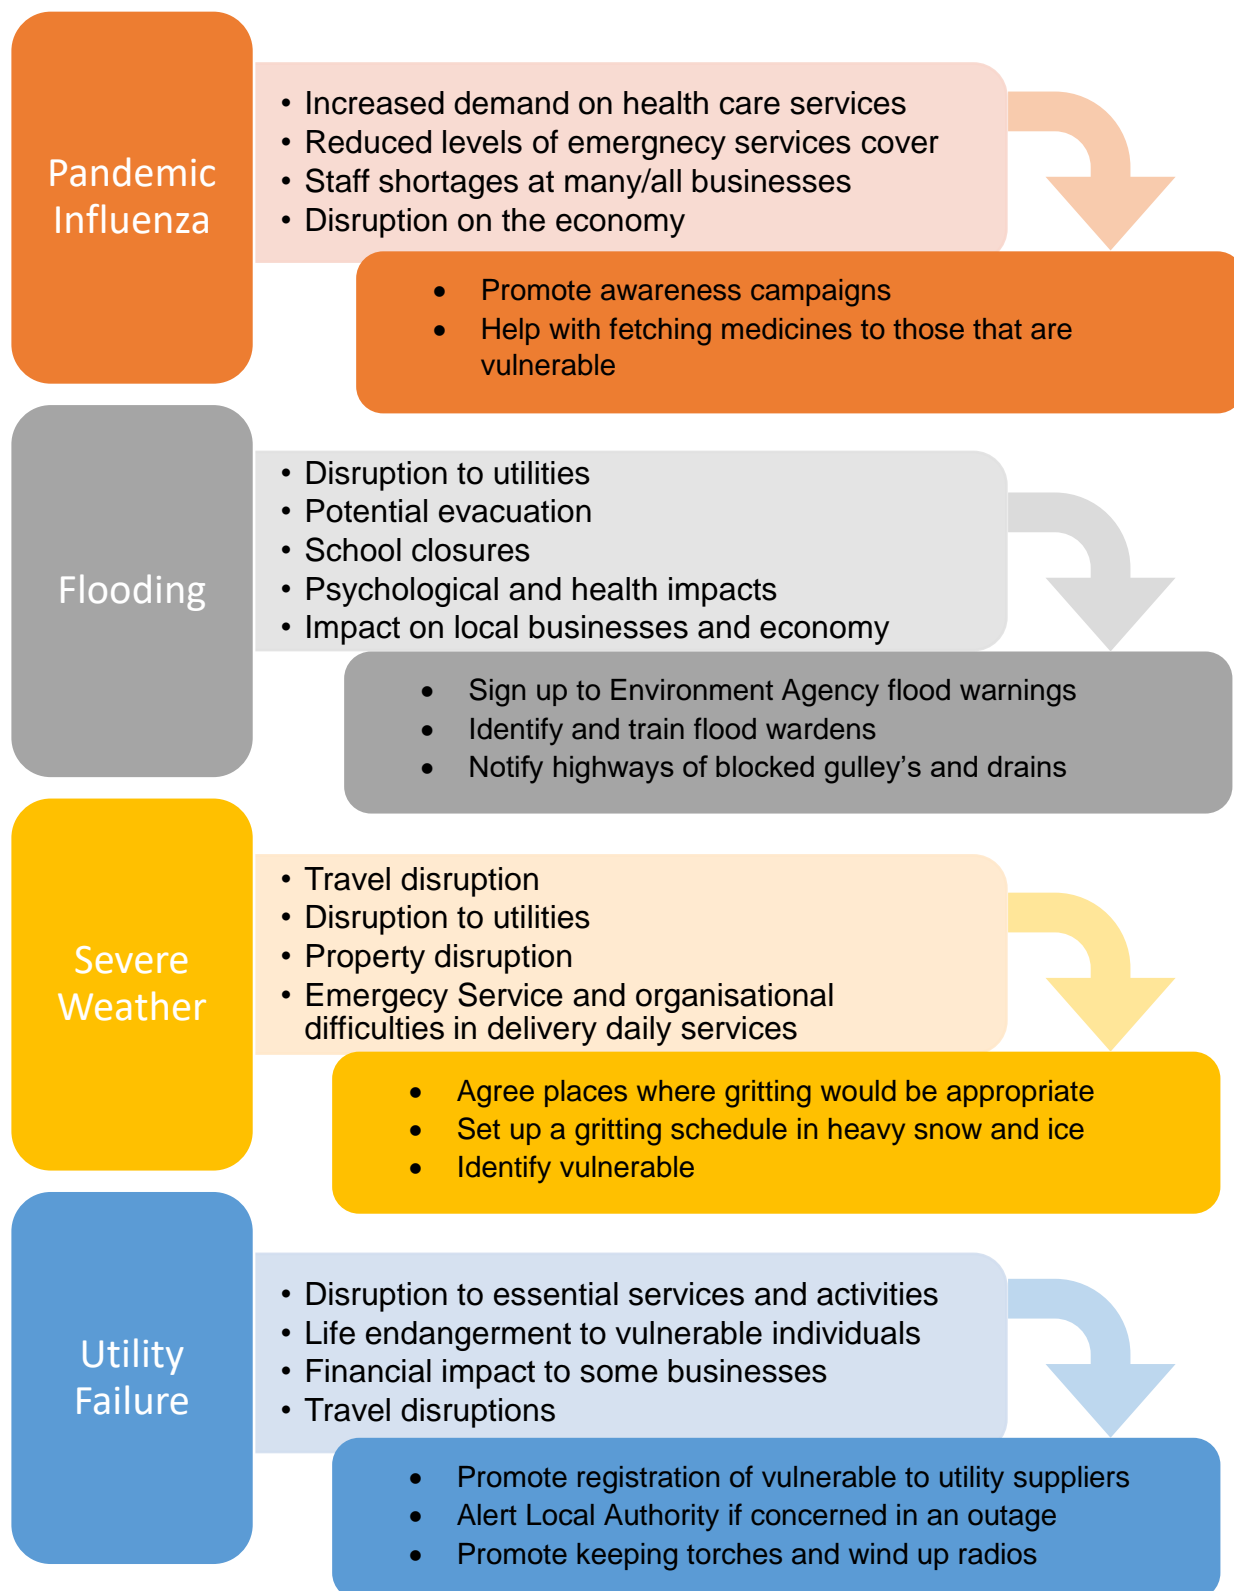 Pandemic
Influenza
• Increased demand on health care services
• Reduced levels of emergnecy services cover
• Staff shortages at many/all businesses
• Disruption on the economy
• Promote awareness campaigns
• Help with fetching medicines to those that are
vulnerable
Flooding
• Disruption to utilities
• Potential evacuation
• School closures
• Psychological and health impacts
• Impact on local businesses and economy
• Sign up to Environment Agency flood warnings
• Identify and train flood wardens
• Notify highways of blocked gulley’s and drains
Severe
Weather
• Travel disruption
• Disruption to utilities
• Property disruption
• Emergecy Service and organisational
difficulties in delivery daily services
• Agree places where gritting would be appropriate
• Set up a gritting schedule in heavy snow and ice
• Identify vulnerable
Utility
Failure
• Disruption to essential services and activities
• Life endangerment to vulnerable individuals
• Financial impact to some businesses
• Travel disruptions
• Promote registration of vulnerable to utility suppliers
• Alert Local Authority if concerned in an outage
• Promote keeping torches and wind up radios